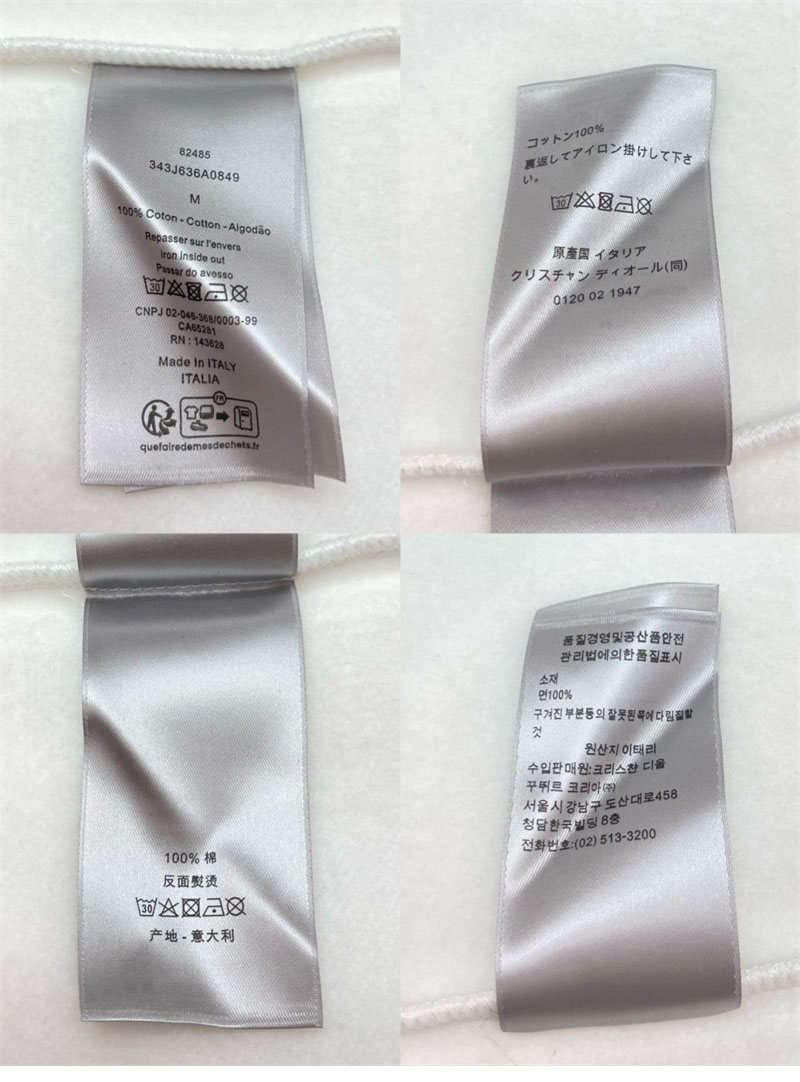 62485
343J636A0849
M
100% Coton - Cotton - Algodão
Repasser sur l'envers
Iron Inside out
Passar do avesso
30
CNPJ 02-046-368/0003-99
CA65281
RN : 143628
Made In ITALY
ITALIA
FR
quefairedemesdechets.fr
コットン100%
裏返してアイロン掛けして下さ
い。
30
原産国 イタリア
クリスチャン ディオール(同)
0120 02 1947
100% 棉
反面熨烫
30
产地 - 意大利
품질경영및공산품안전
관리법에의한품질표시
소재
면100%
구겨진 부분등의 잘못된쪽에다림질할
것
원산지 이태리
수입판매원:크리스챤 디올
꾸뛰르 코리아㈜
서울시 강남구 도산대로458
청담한국빌딩 8층
전화번호:(02) 513-3200